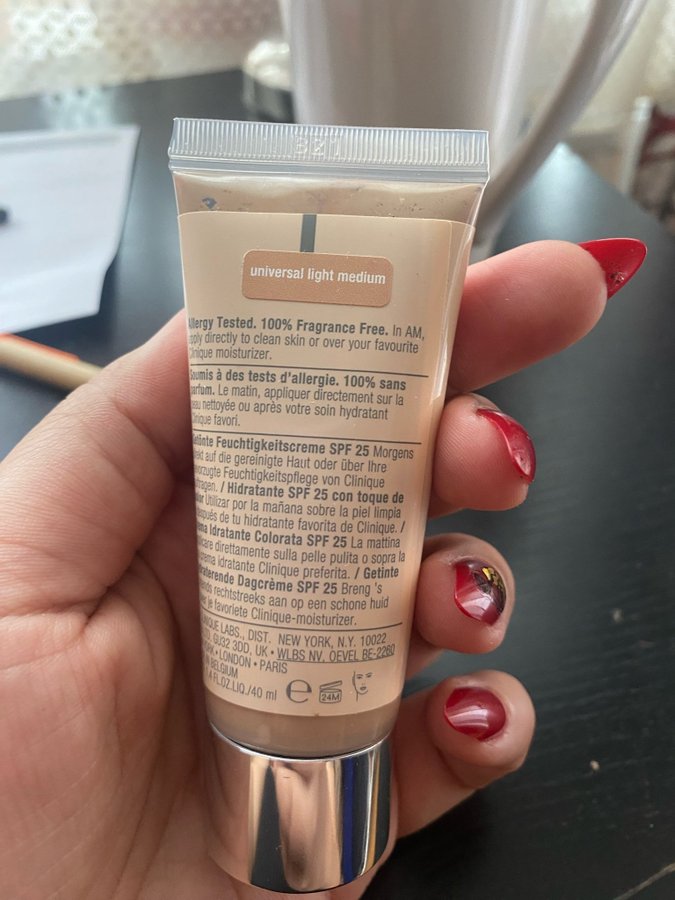 B21
universal light medium
Allergy Tested. 100% Fragrance Free. In AM,
apply directly to clean skin or over your favourite
Clinique moisturizer.
Soumis à des tests d'allergie. 100% sans
parfum. Le matin, appliquer directement sur la
peau nettoyée ou après votre soin hydratant
Clinique favori.
Getönte Feuchtigkeitscreme SPF 25 Morgens
direkt auf die gereinigte Haut oder über Ihre
bevorzugte Feuchtigkeitspflege von Clinique
auftragen. / Hidratante SPF 25 con toque de
color Utilizar por la mañana sobre la piel limpia
después de tu hidratante favorita de Clinique. /
Crema Idratante Colorata SPF 25 La mattina
applicare direttamente sulla pelle pulita o sopra la
crema idratante Clinique preferita. / Getinte
Hydraterende Dagcrème SPF 25 Breng 's
ochtends rechtstreeks aan op een schone huid
over je favoriete Clinique-moisturizer.
CLINIQUE LABS., DIST. NEW YORK, N.Y. 10022
GU32 3DD, UK • WLBS NV. OEVEL BE-2260
YORK • LONDON • PARIS
IN BELGIUM
1.4 FL.OZ.LIQ./40 ml e 24M